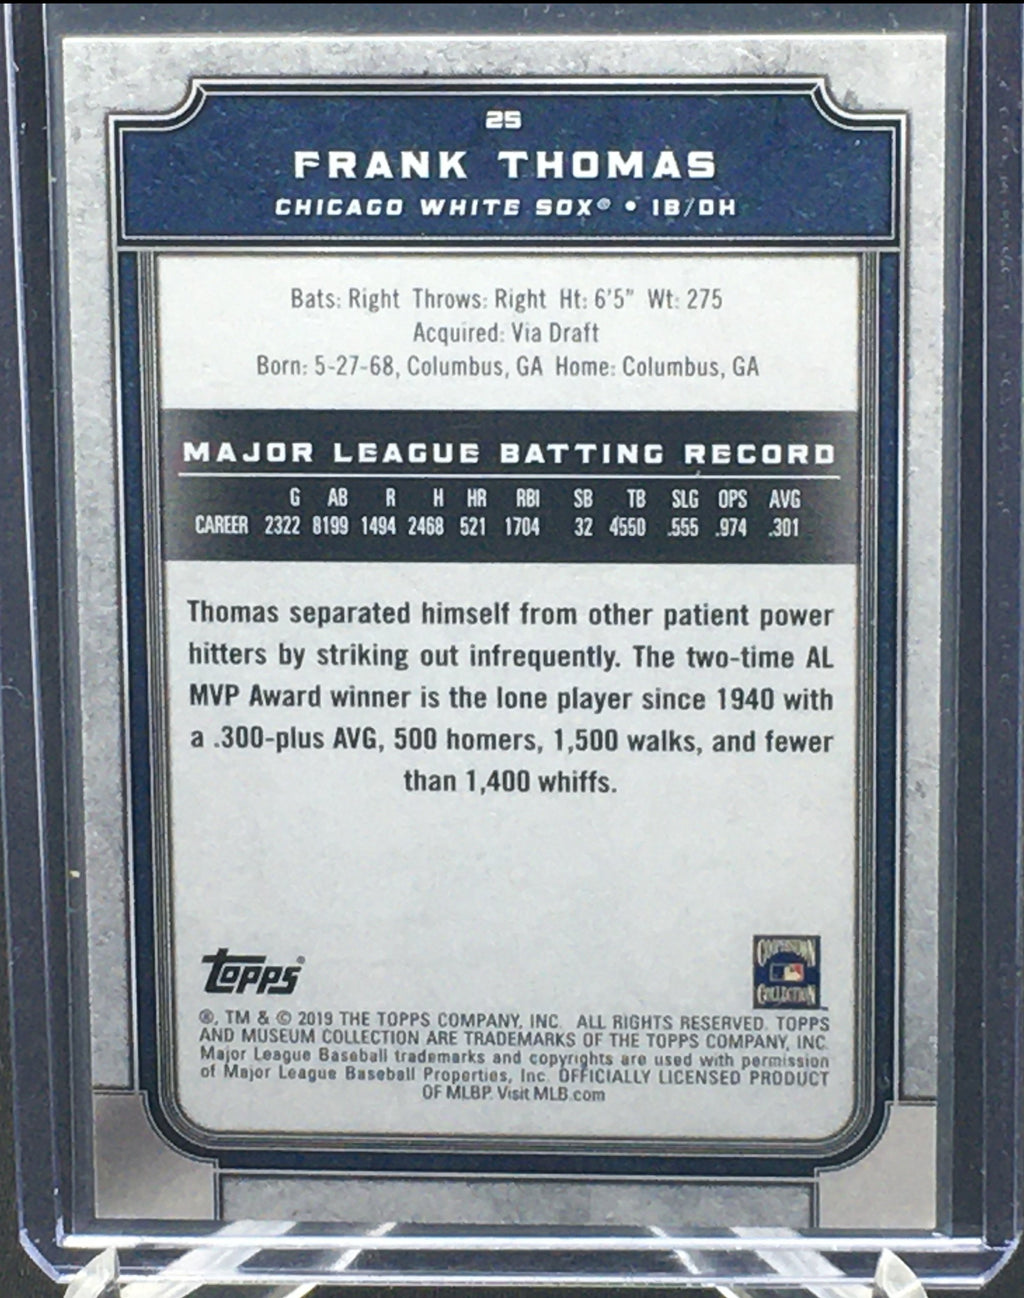 25
FRANK THOMAS
CHICAGO WHITE SOX® • 1B/DH
Bats: Right Throws: Right Ht: 6'5" Wt: 275
Acquired: Via Draft
Born: 5-27-68, Columbus, GA Home: Columbus, GA
MAJOR LEAGUE BATTING RECORD
G AB R H HR RBI SB TB SLG OPS AVG
CAREER 2322 8199 1494 2468 521 1704 32 4550 .555 .974 .301
Thomas separated himself from other patient power
hitters by striking out infrequently. The two-time AL
MVP Award winner is the lone player since 1940 with
a .300-plus AVG, 500 homers, 1,500 walks, and fewer
than 1,400 whiffs.
topps®
COOPERSTOWN
COLLECTION
®, TM & © 2019 THE TOPPS COMPANY, INC. ALL RIGHTS RESERVED. TOPPS
AND MUSEUM COLLECTION ARE TRADEMARKS OF THE TOPPS COMPANY, INC.
Major League Baseball trademarks and copyrights are used with permission
of Major League Baseball Properties, Inc. OFFICIALLY LICENSED PRODUCT
OF MLBP. Visit MLB.com